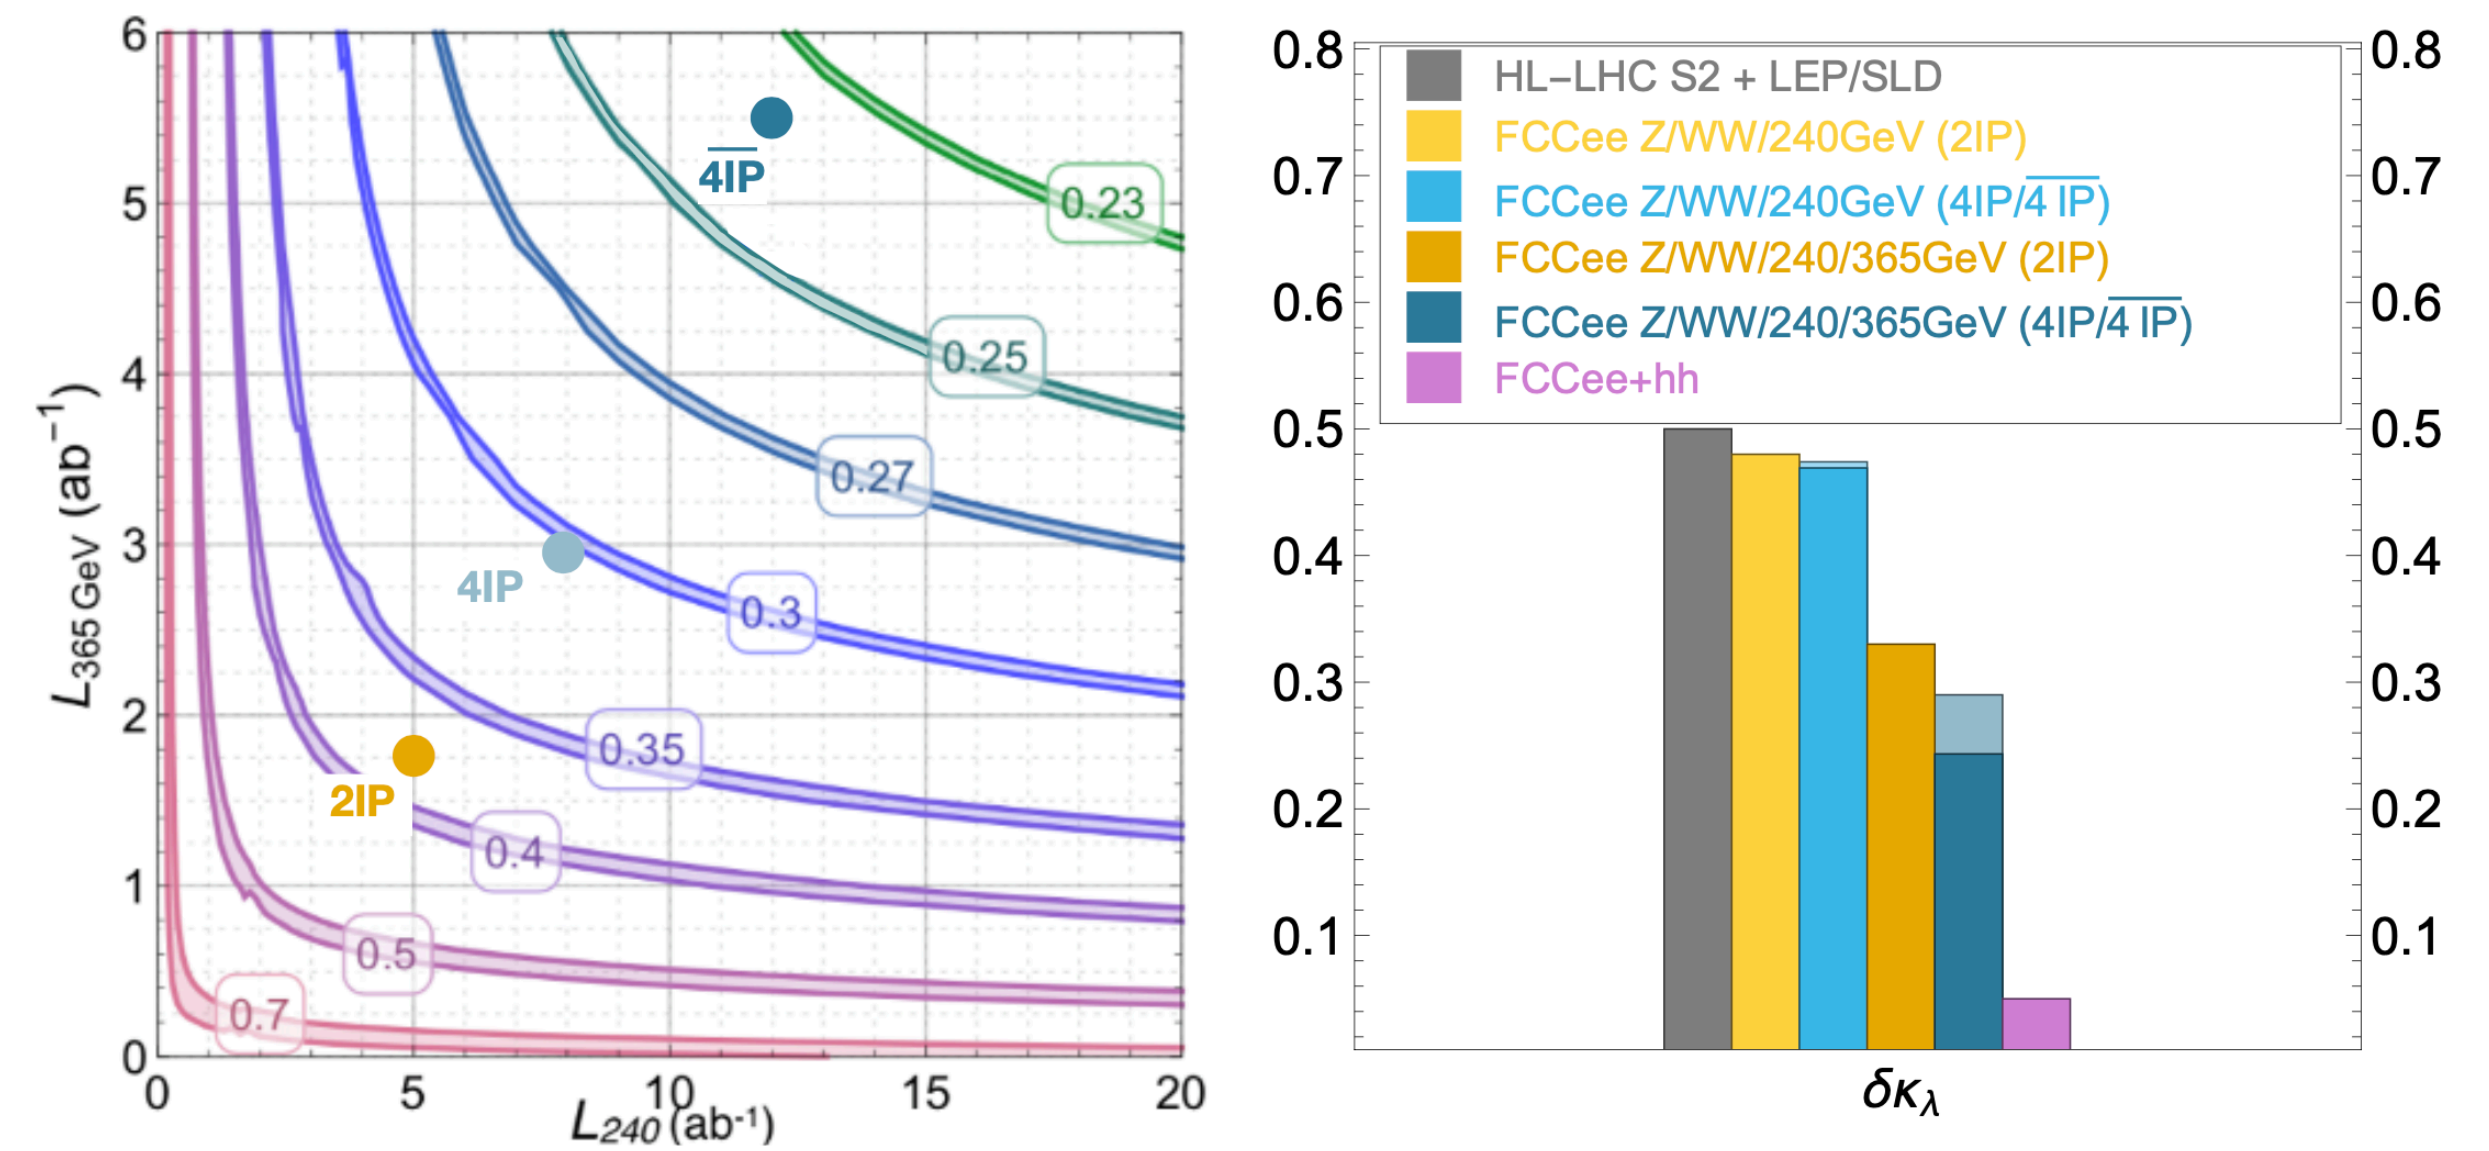 6
5
4
3
2
1
0
0 5 10 15 20
L365 GeV (ab−1)
L240 (ab-1)
4IP
4IP
2IP
0.23
0.25
0.27
0.3
0.35
0.4
0.5
0.7
0.8
0.7
0.6
0.5
0.4
0.3
0.2
0.1
HL–LHC S2 + LEP/SLD
FCCee Z/WW/240GeV (2IP)
FCCee Z/WW/240GeV (4IP/4 IP)
FCCee Z/WW/240/365GeV (2IP)
FCCee Z/WW/240/365GeV (4IP/4 IP)
FCCee+hh
0.8
0.7
0.6
0.5
0.4
0.3
0.2
0.1
δκλ